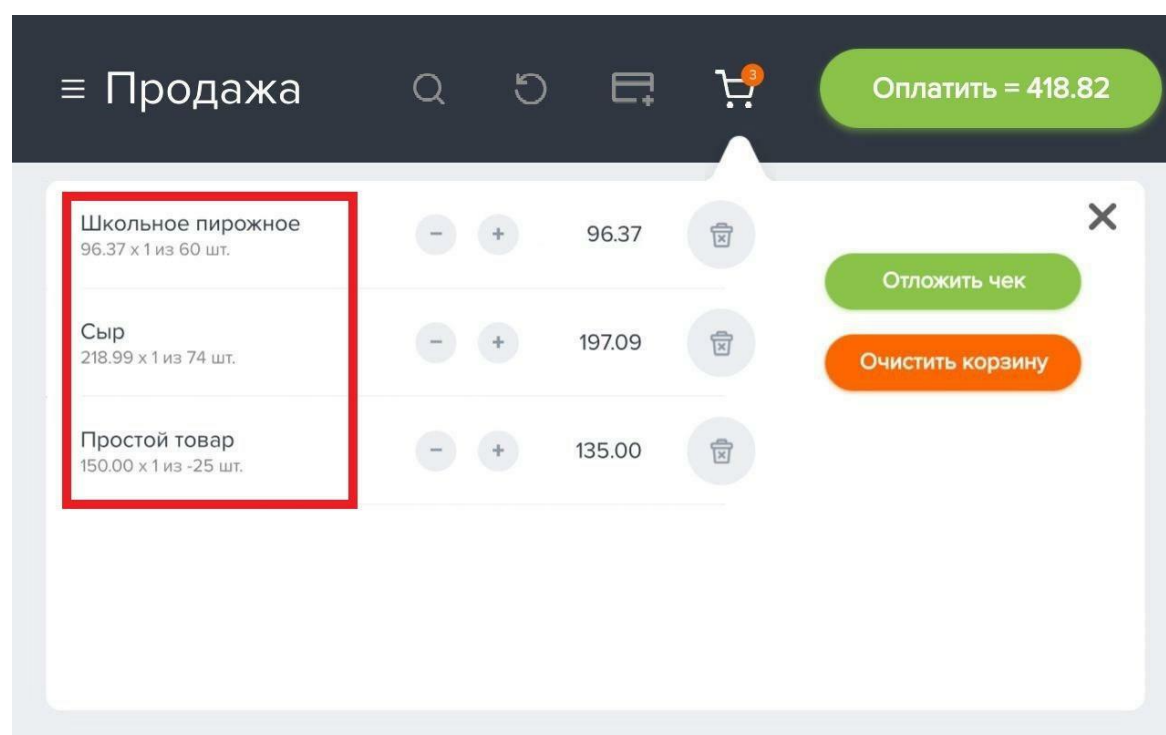 Продажа
3
Оплатить = 418.82
Школьное пирожное
96.37 x 1 из 60 шт.
- + 96.37
Отложить чек
Сыр
218.99 x 1 из 74 шт.
- + 197.09
Очистить корзину
Простой товар
150.00 x 1 из -25 шт.
- + 135.00